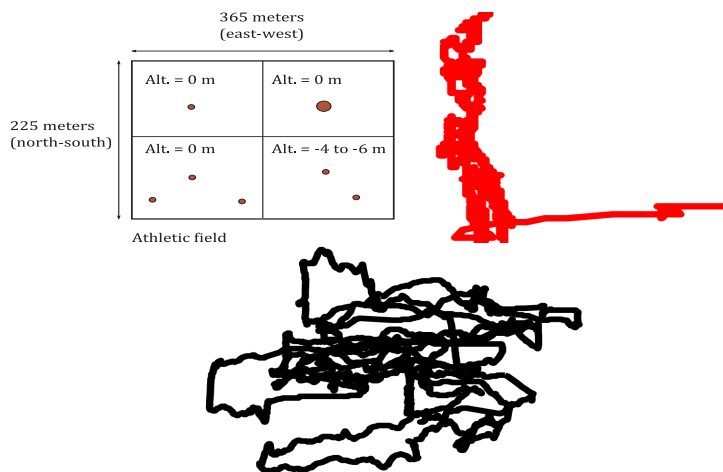 365 meters
(east-west)
225 meters
(north-south)
Alt. = 0 m
Alt. = 0 m
Alt. = 0 m
Alt. = -4 to -6 m
Athletic field